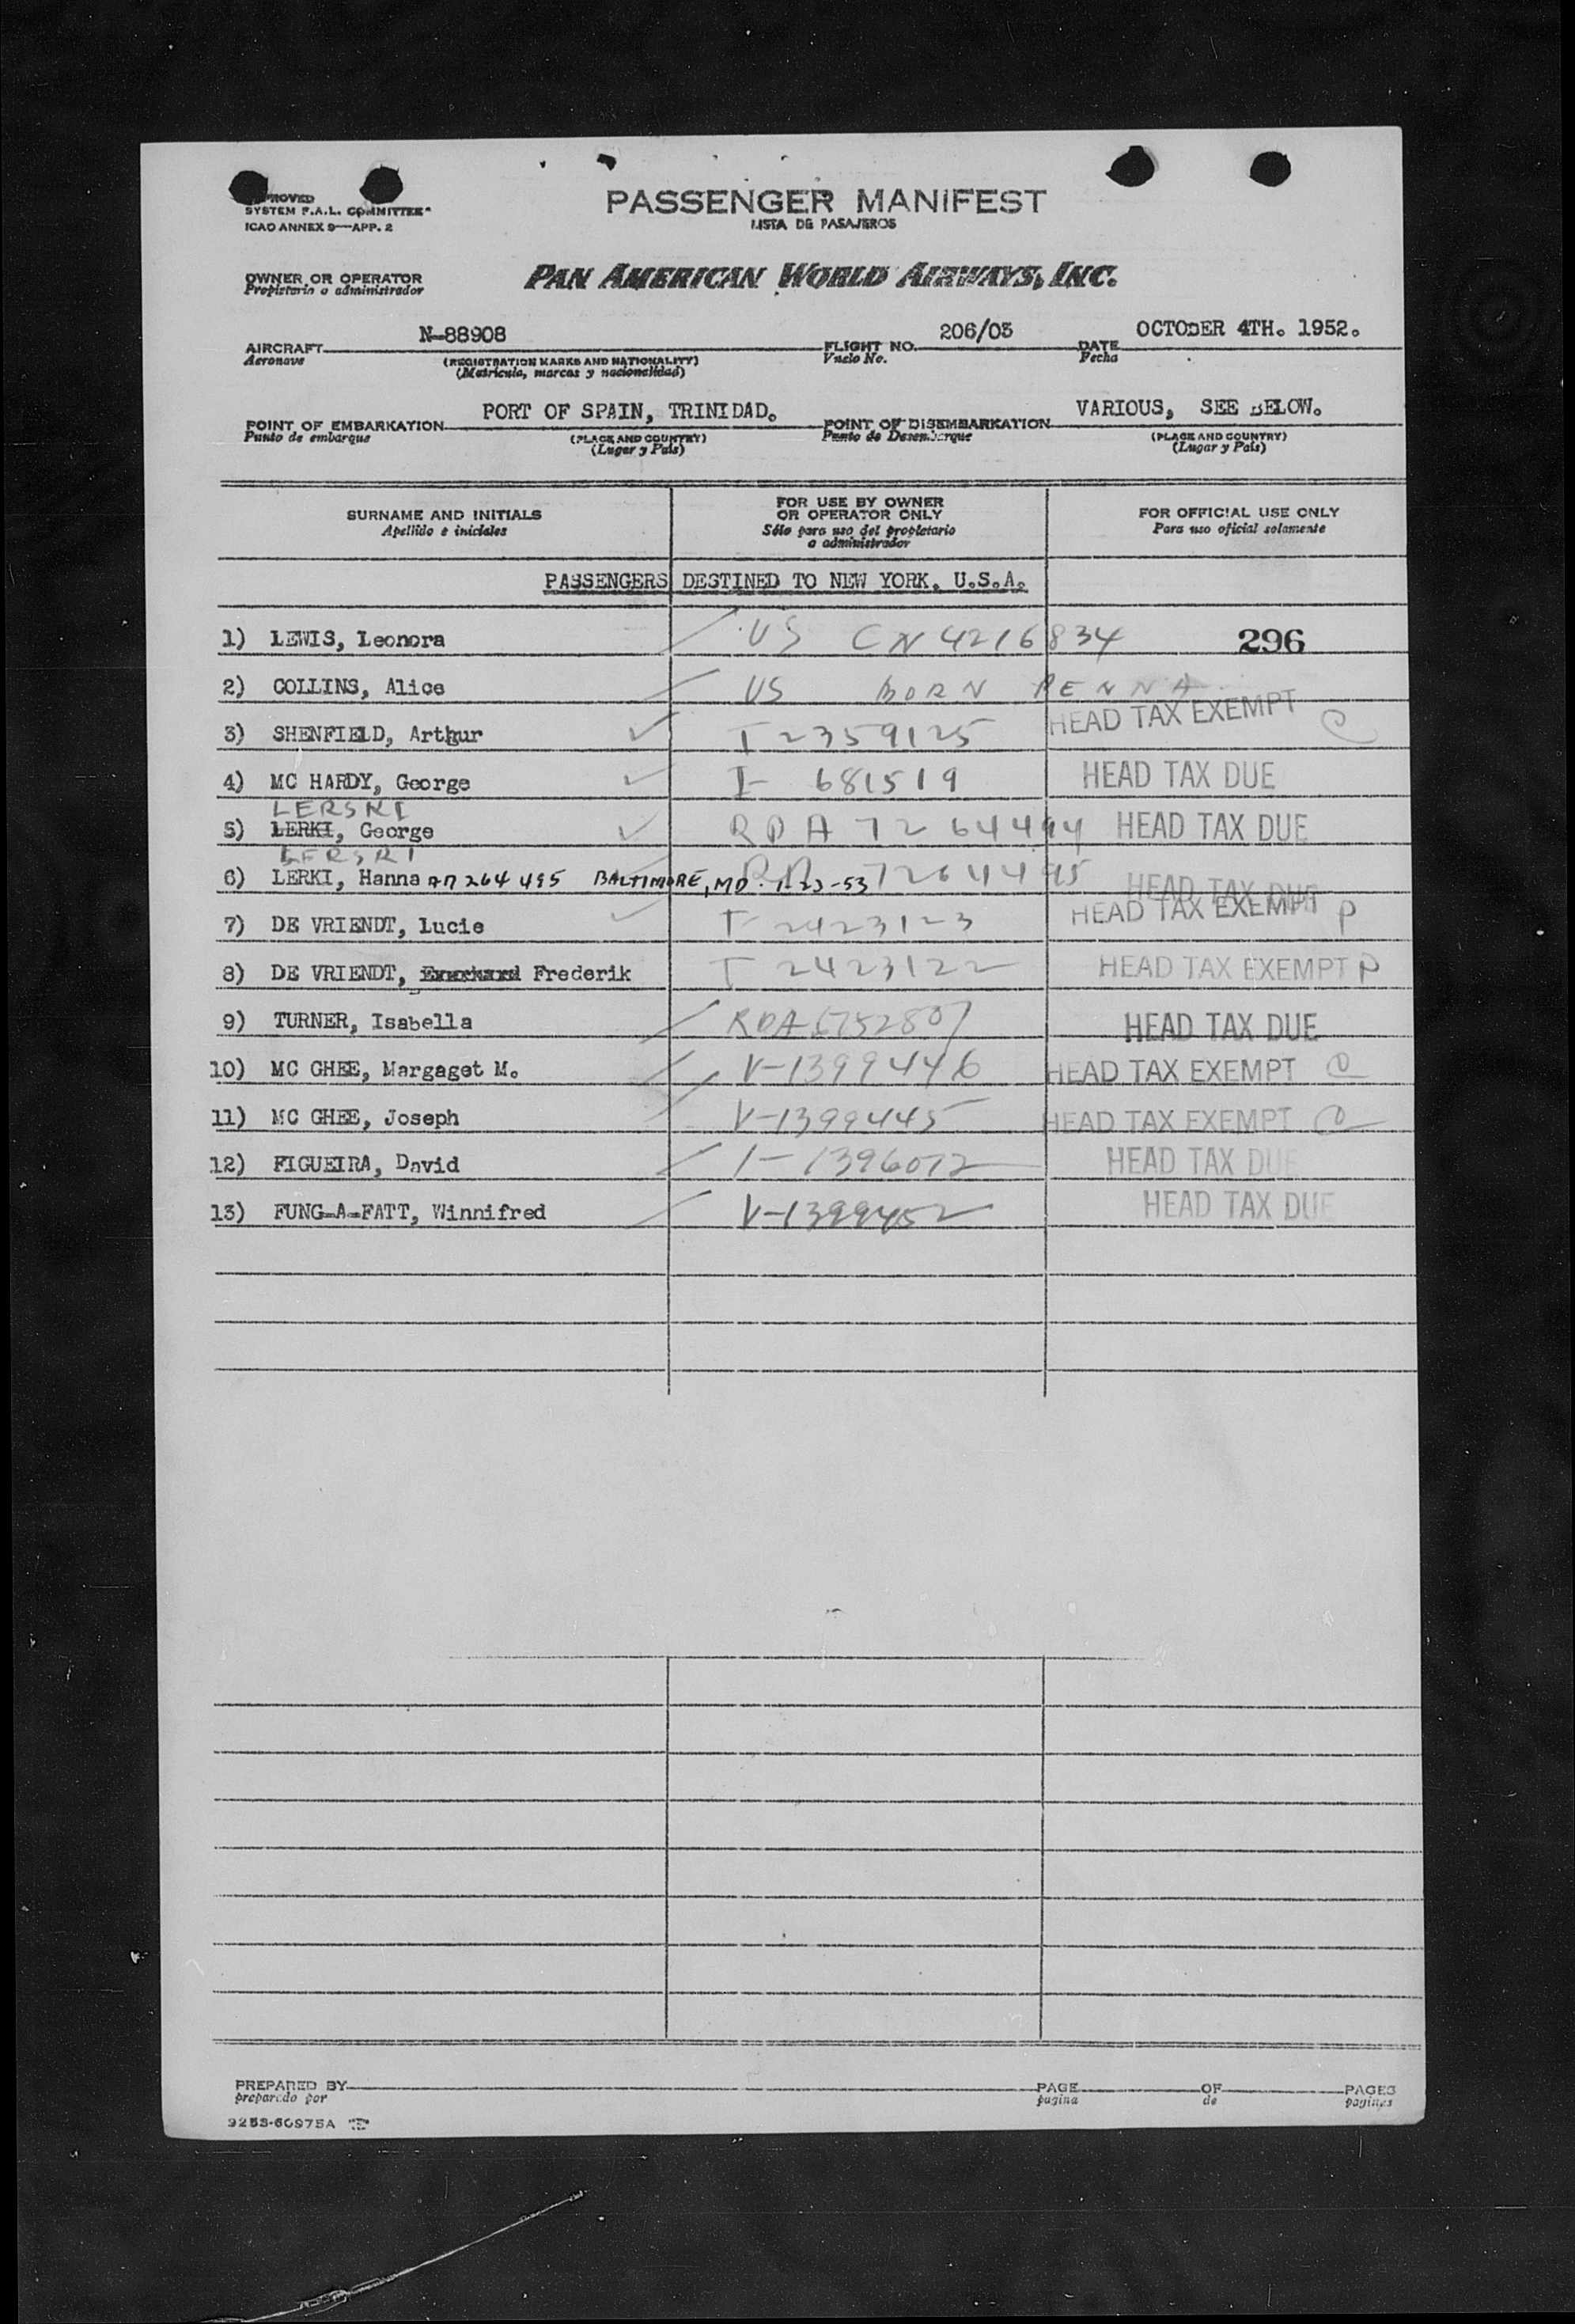 APPROVED
SYSTEM F.A.L. COMMITTEE
ICAO ANNEX 9—APP. 2
PASSENGER MANIFEST
LISTA DE PASAJEROS
OWNER OR OPERATOR
Propietario o administrador
PAN AMERICAN WORLD AIRWAYS, INC.
AIRCRAFT N-88908 FLIGHT NO. 206/03 DATE OCTOBER 4TH. 1952.
Aeronave (REGISTRATION MARKS AND NATIONALITY) Vuelo No. Fecha
(Matricula, marcas y nacionalidad)
POINT OF EMBARKATION PORT OF SPAIN, TRINIDAD. POINT OF DISEMBARKATION VARIOUS, SEE BELOW.
Punto de embarque (PLACE AND COUNTRY) Punto de Desembarque (PLACE AND COUNTRY)
(Lugar y País) (Lugar y País)
SURNAME AND INITIALS FOR USE BY OWNER OR OPERATOR ONLY FOR OFFICIAL USE ONLY
Apellido e iniciales Sólo para uso del propietario o administrador Para uso oficial solamente
PASSENGERS DESTINED TO NEW YORK, U.S.A.
1) LEWIS, Leonora US CN 4216834 296
2) COLLINS, Alice US BORN PENNA
3) SHENFIELD, Arthur I 2359125 HEAD TAX EXEMPT C
4) MC HARDY, George I- 681519 HEAD TAX DUE
LERSKI
5) LERKI, George RPA 7264494 HEAD TAX DUE
LERSKI
6) LERKI, Hanna BALTIMORE, MD. 7264495 HEAD TAX DUE
7) DE VRIENDT, Lucie I-2423123 HEAD TAX EXEMPT P
8) DE VRIENDT, Frederik I 2423122 HEAD TAX EXEMPT P
9) TURNER, Isabella HEAD TAX DUE
10) MC GHEE, Margaget M. V-1399446 HEAD TAX EXEMPT
11) MC GHEE, Joseph V-1399445 HEAD TAX EXEMPT
12) FIGUEIRA, David 1396072 HEAD TAX DUE
13) FUNG-A-FATT, Winnifred V-1399452 HEAD TAX DUE
PREPARED BY PAGE OF PAGES
preparado por pagina de paginas
9253-60975A